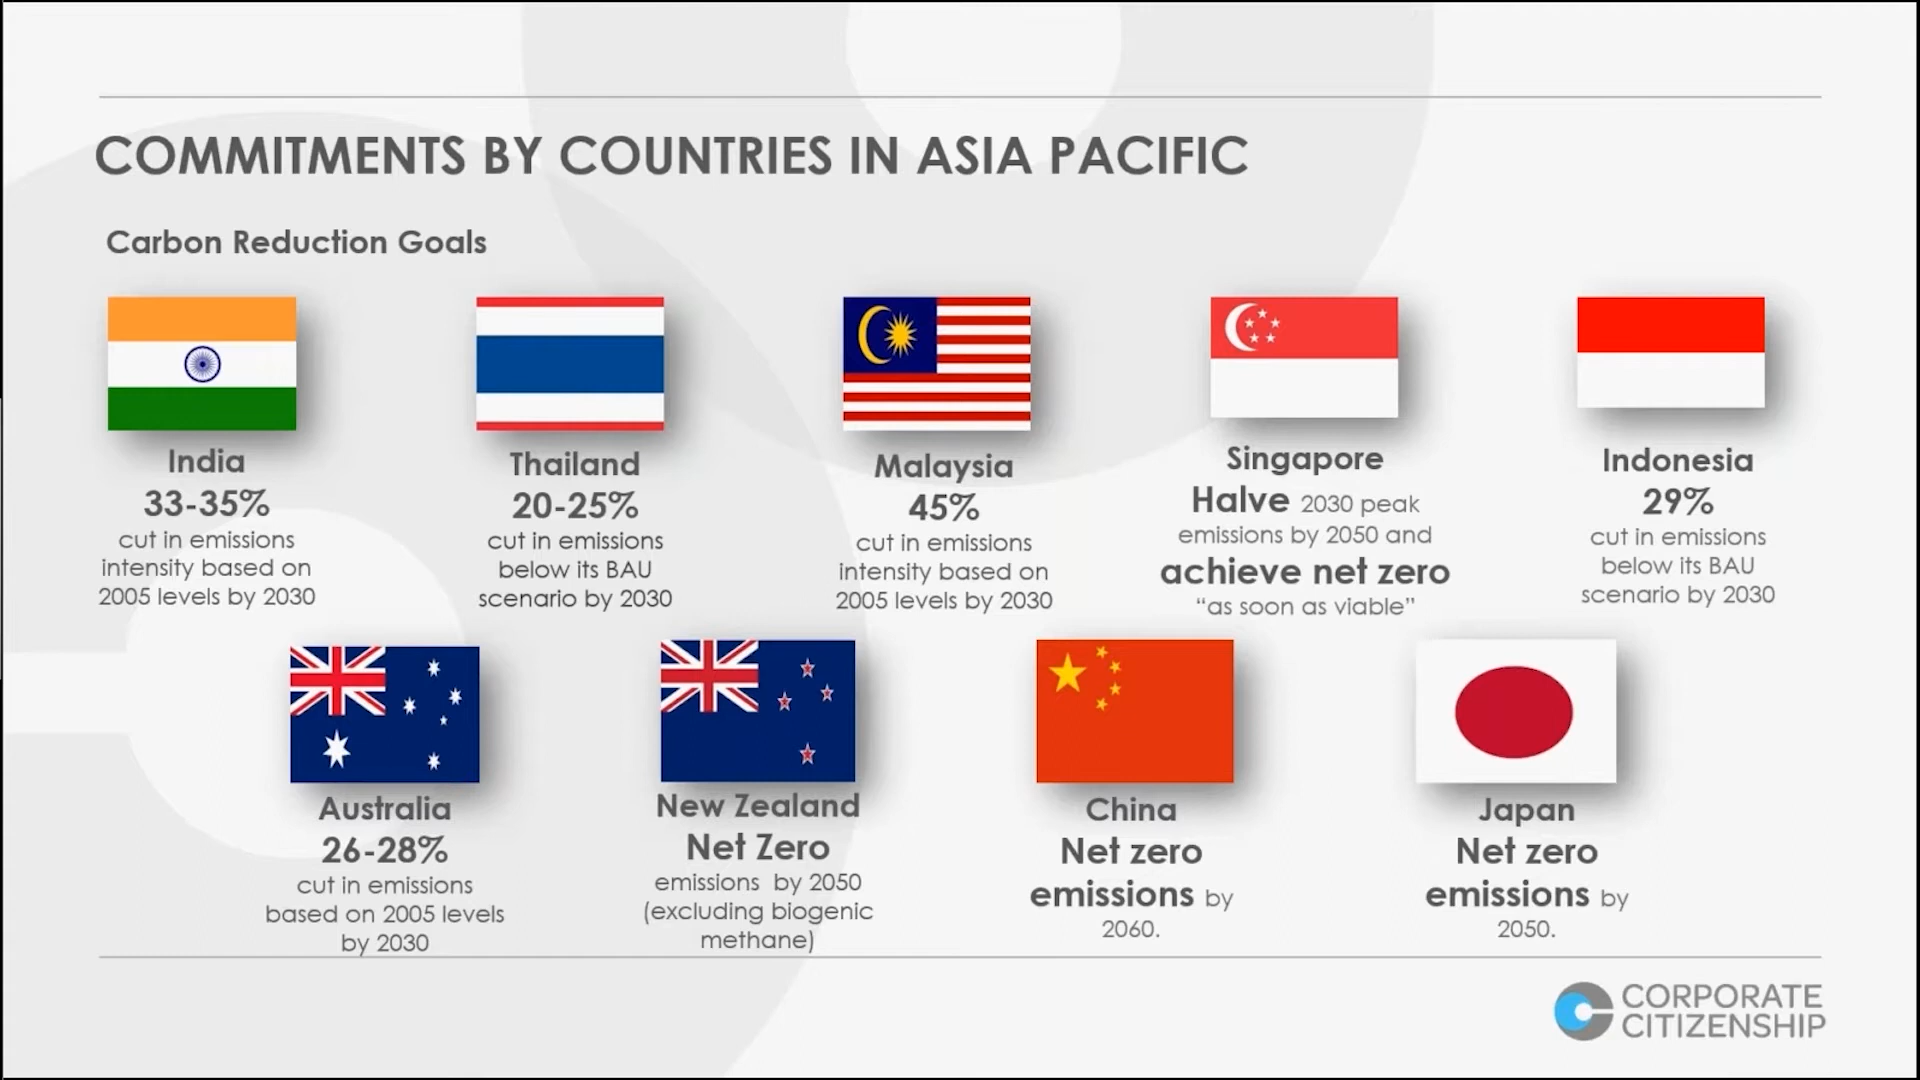 COMMITMENTS BY COUNTRIES IN ASIA PACIFIC
Carbon Reduction Goals
India
33-35%
cut in emissions
intensity based on
2005 levels by 2030
Thailand
20-25%
cut in emissions
below its BAU
scenario by 2030
Malaysia
45%
cut in emissions
intensity based on
2005 levels by 2030
Singapore
Halve 2030 peak
emissions by 2050 and
achieve net zero
“as soon as viable”
Indonesia
29%
cut in emissions
below its BAU
scenario by 2030
Australia
26-28%
cut in emissions
based on 2005 levels
by 2030
New Zealand
Net Zero
emissions by 2050
(excluding biogenic
methane)
China
Net zero
emissions by
2060.
Japan
Net zero
emissions by
2050.
CORPORATE
CITIZENSHIP